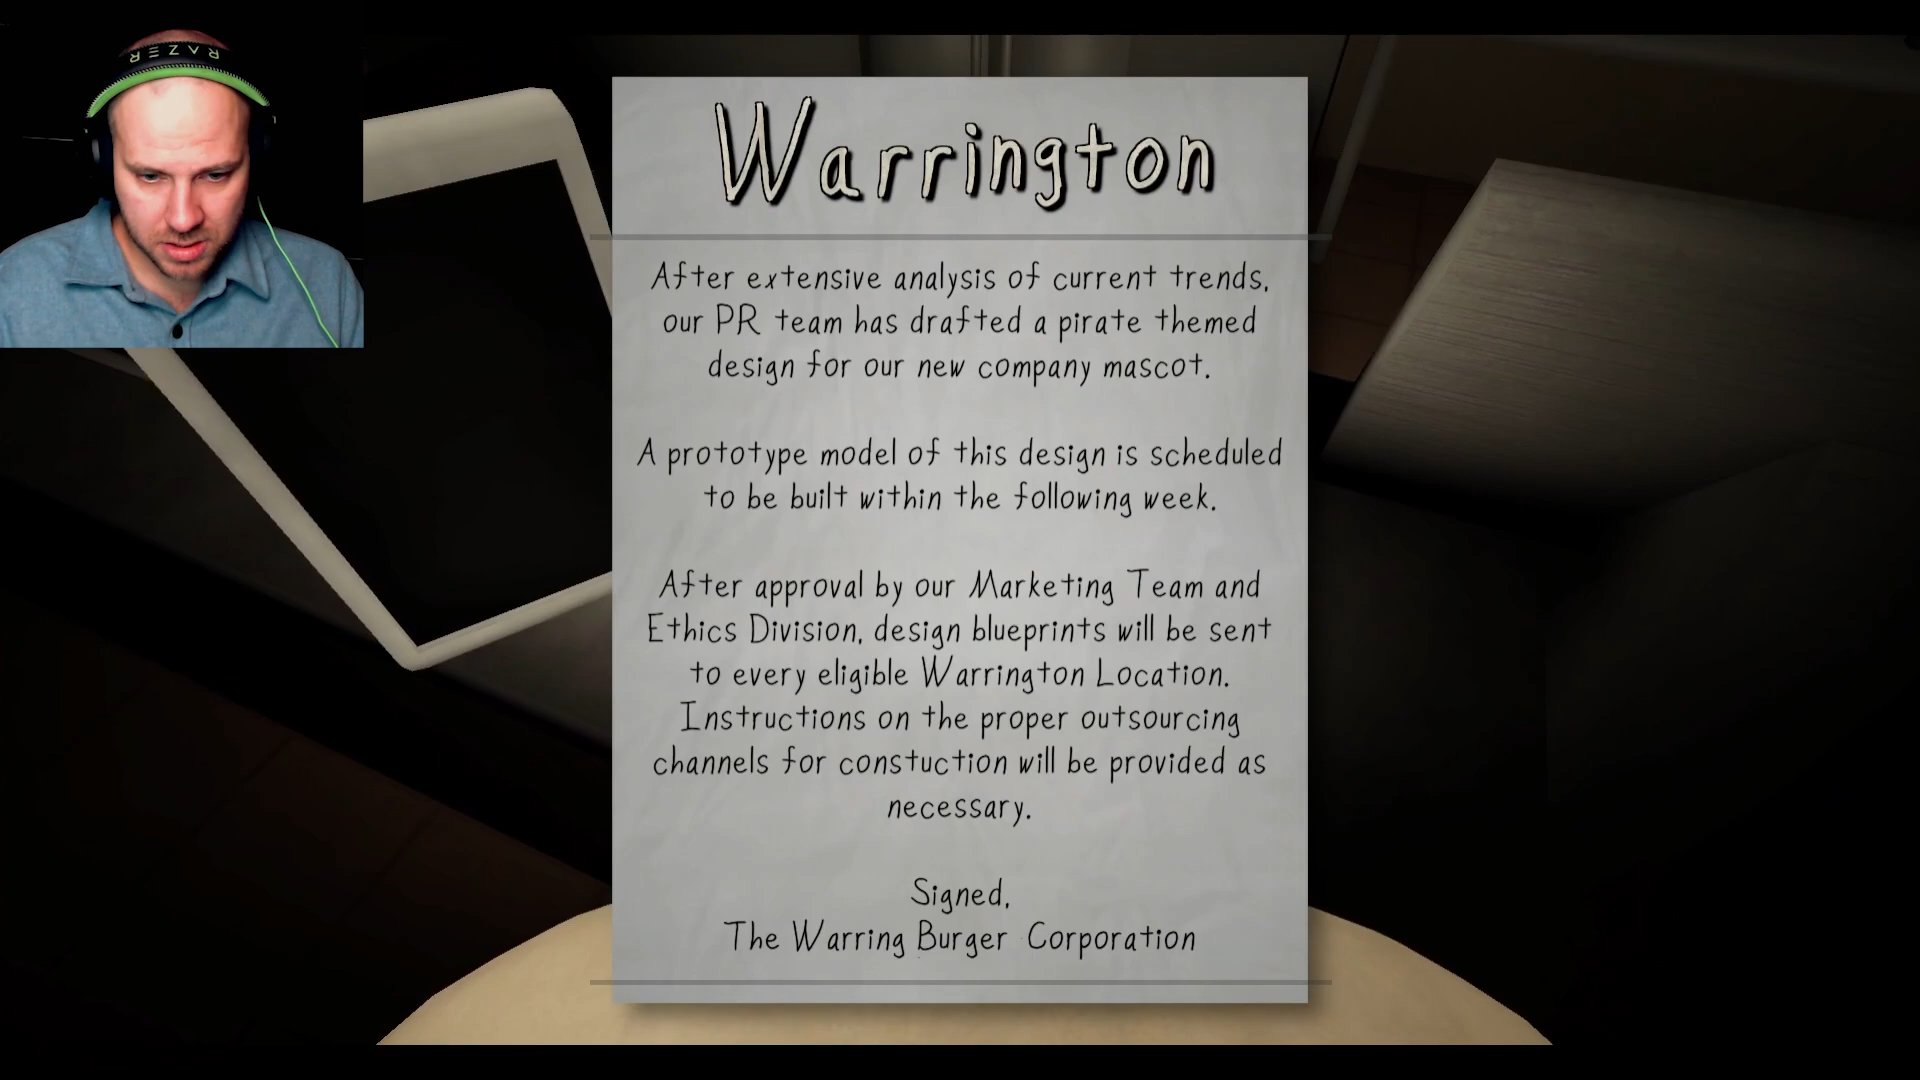 RAZER
Warrington
After extensive analysis of current trends,
our PR team has drafted a pirate themed
design for our new company mascot.
A prototype model of this design is scheduled
to be built within the following week.
After approval by our Marketing Team and
Ethics Division, design blueprints will be sent
to every eligible Warrington Location.
Instructions on the proper outsourcing
channels for constuction will be provided as
necessary.
Signed,
The Warring Burger Corporation